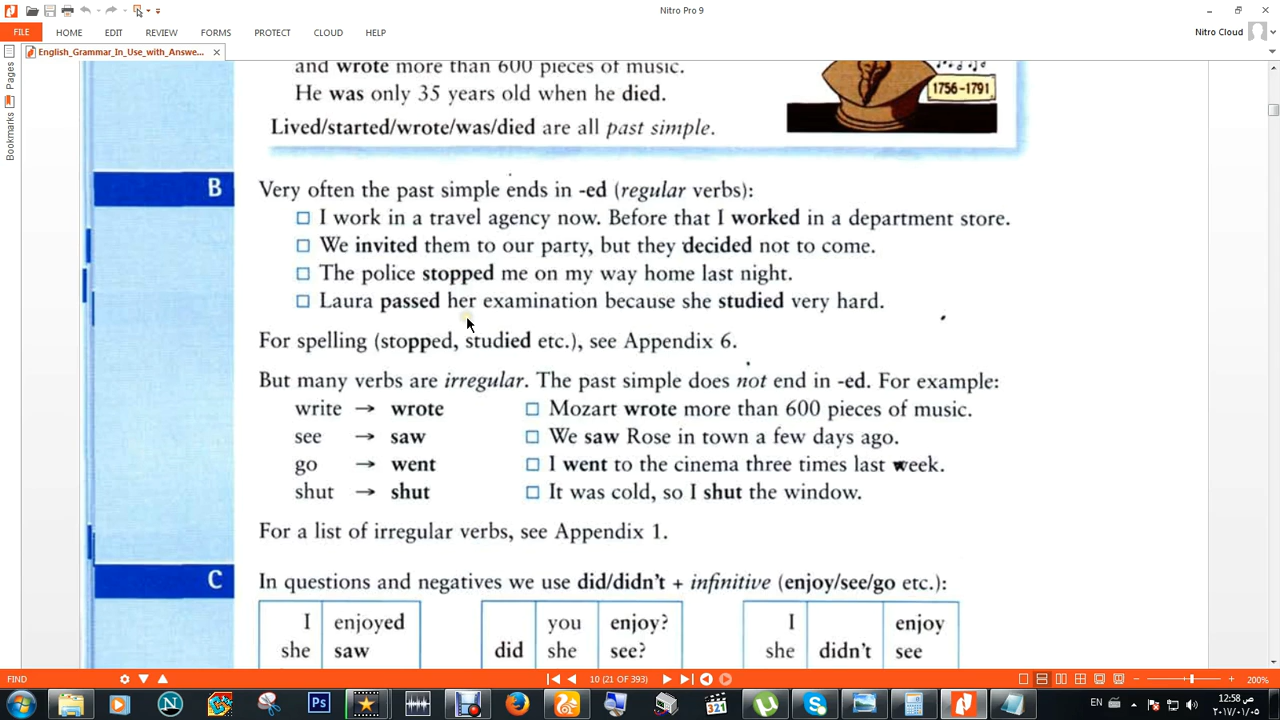 Nitro Pro 9
FILE HOME EDIT REVIEW FORMS PROTECT CLOUD HELP Nitro Cloud
English_Grammar_In_Use_with_Answe...
Pages
Bookmarks
and wrote more than 600 pieces of music.
He was only 35 years old when he died.
1756-1791
Lived/started/wrote/was/died are all past simple.
B
Very often the past simple ends in -ed (regular verbs):
I work in a travel agency now. Before that I worked in a department store.
We invited them to our party, but they decided not to come.
The police stopped me on my way home last night.
Laura passed her examination because she studied very hard.
For spelling (stopped, studied etc.), see Appendix 6.
But many verbs are irregular. The past simple does not end in -ed. For example:
write → wrote Mozart wrote more than 600 pieces of music.
see → saw We saw Rose in town a few days ago.
go → went I went to the cinema three times last week.
shut → shut It was cold, so I shut the window.
For a list of irregular verbs, see Appendix 1.
C
In questions and negatives we use did/didn't + infinitive (enjoy/see/go etc.):
I enjoyed you enjoy? I enjoy
she saw did she see? she didn't see
FIND 10 (21 OF 393) 200%
Ps 321 EN 12:58 ص
٢٠١٧/٠١/٠٥